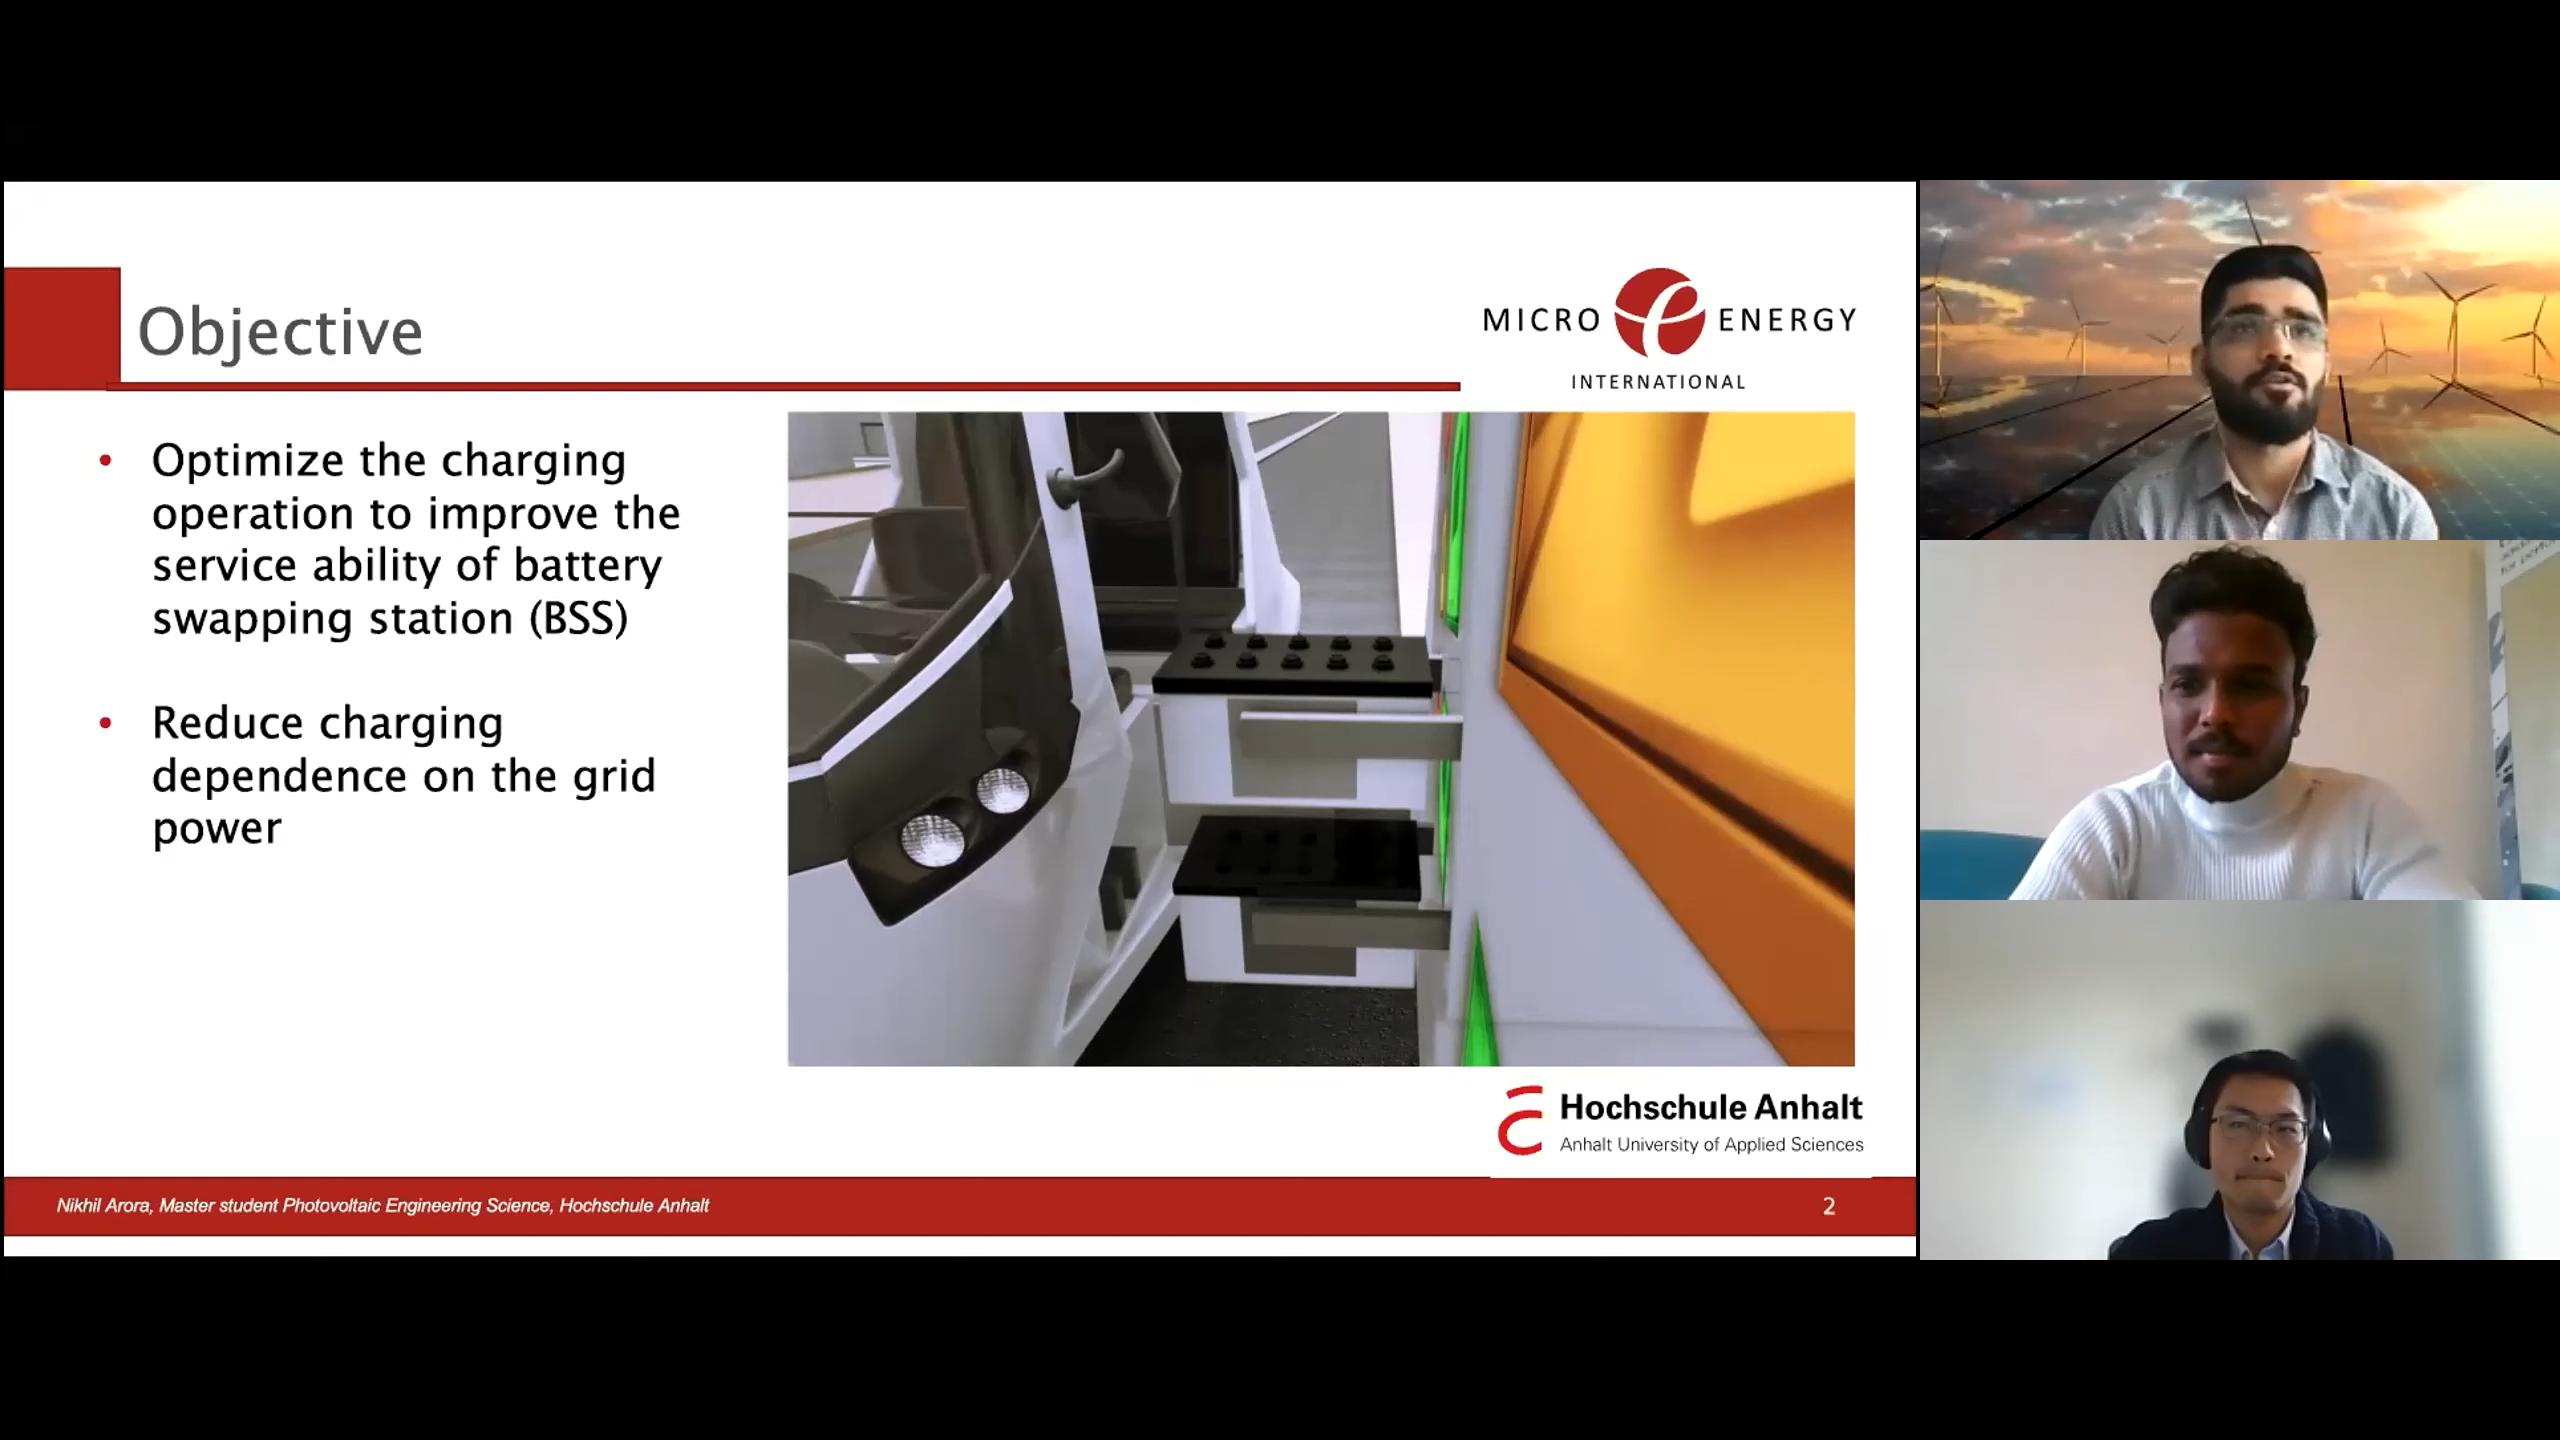 Objective
MICRO ENERGY
INTERNATIONAL
• Optimize the charging
operation to improve the
service ability of battery
swapping station (BSS)
• Reduce charging
dependence on the grid
power
Hochschule Anhalt
Anhalt University of Applied Sciences
Nikhil Arora, Master student Photovoltaic Engineering Science, Hochschule Anhalt
2